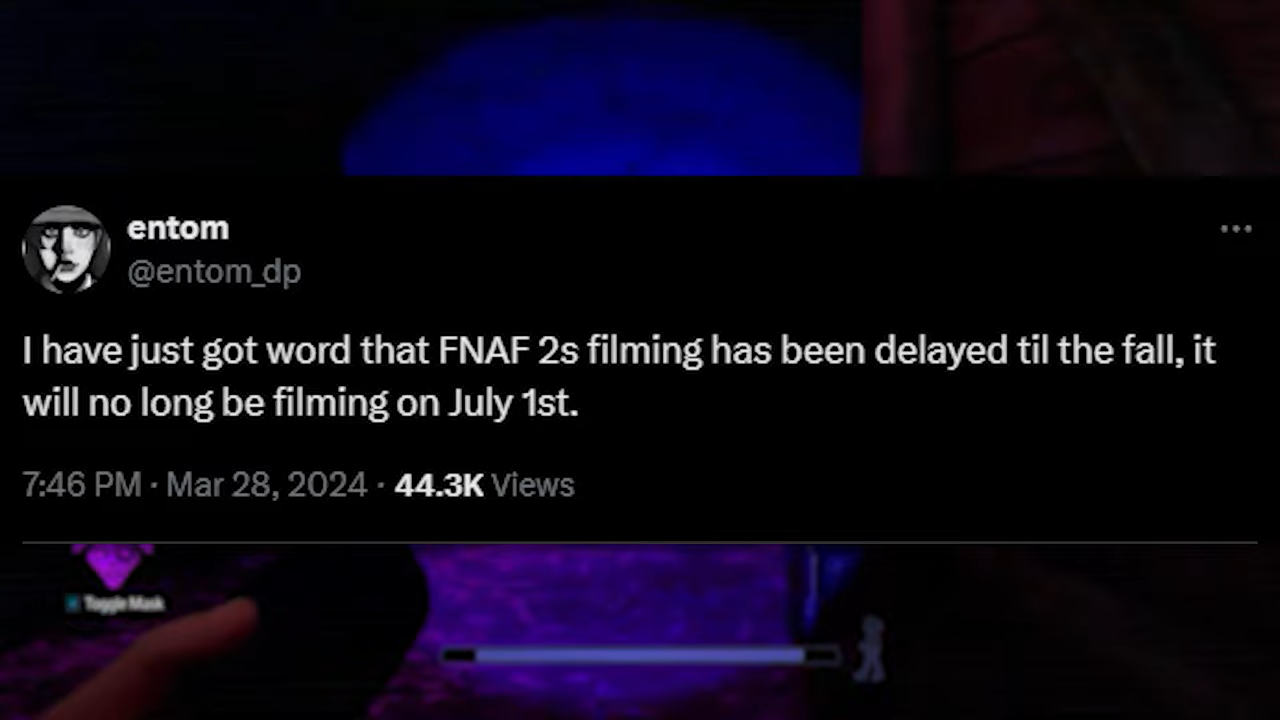 entom
@entom_dp
I have just got word that FNAF 2s filming has been delayed til the fall, it
will no long be filming on July 1st.
7:46 PM · Mar 28, 2024 · 44.3K Views
Toggle Mask